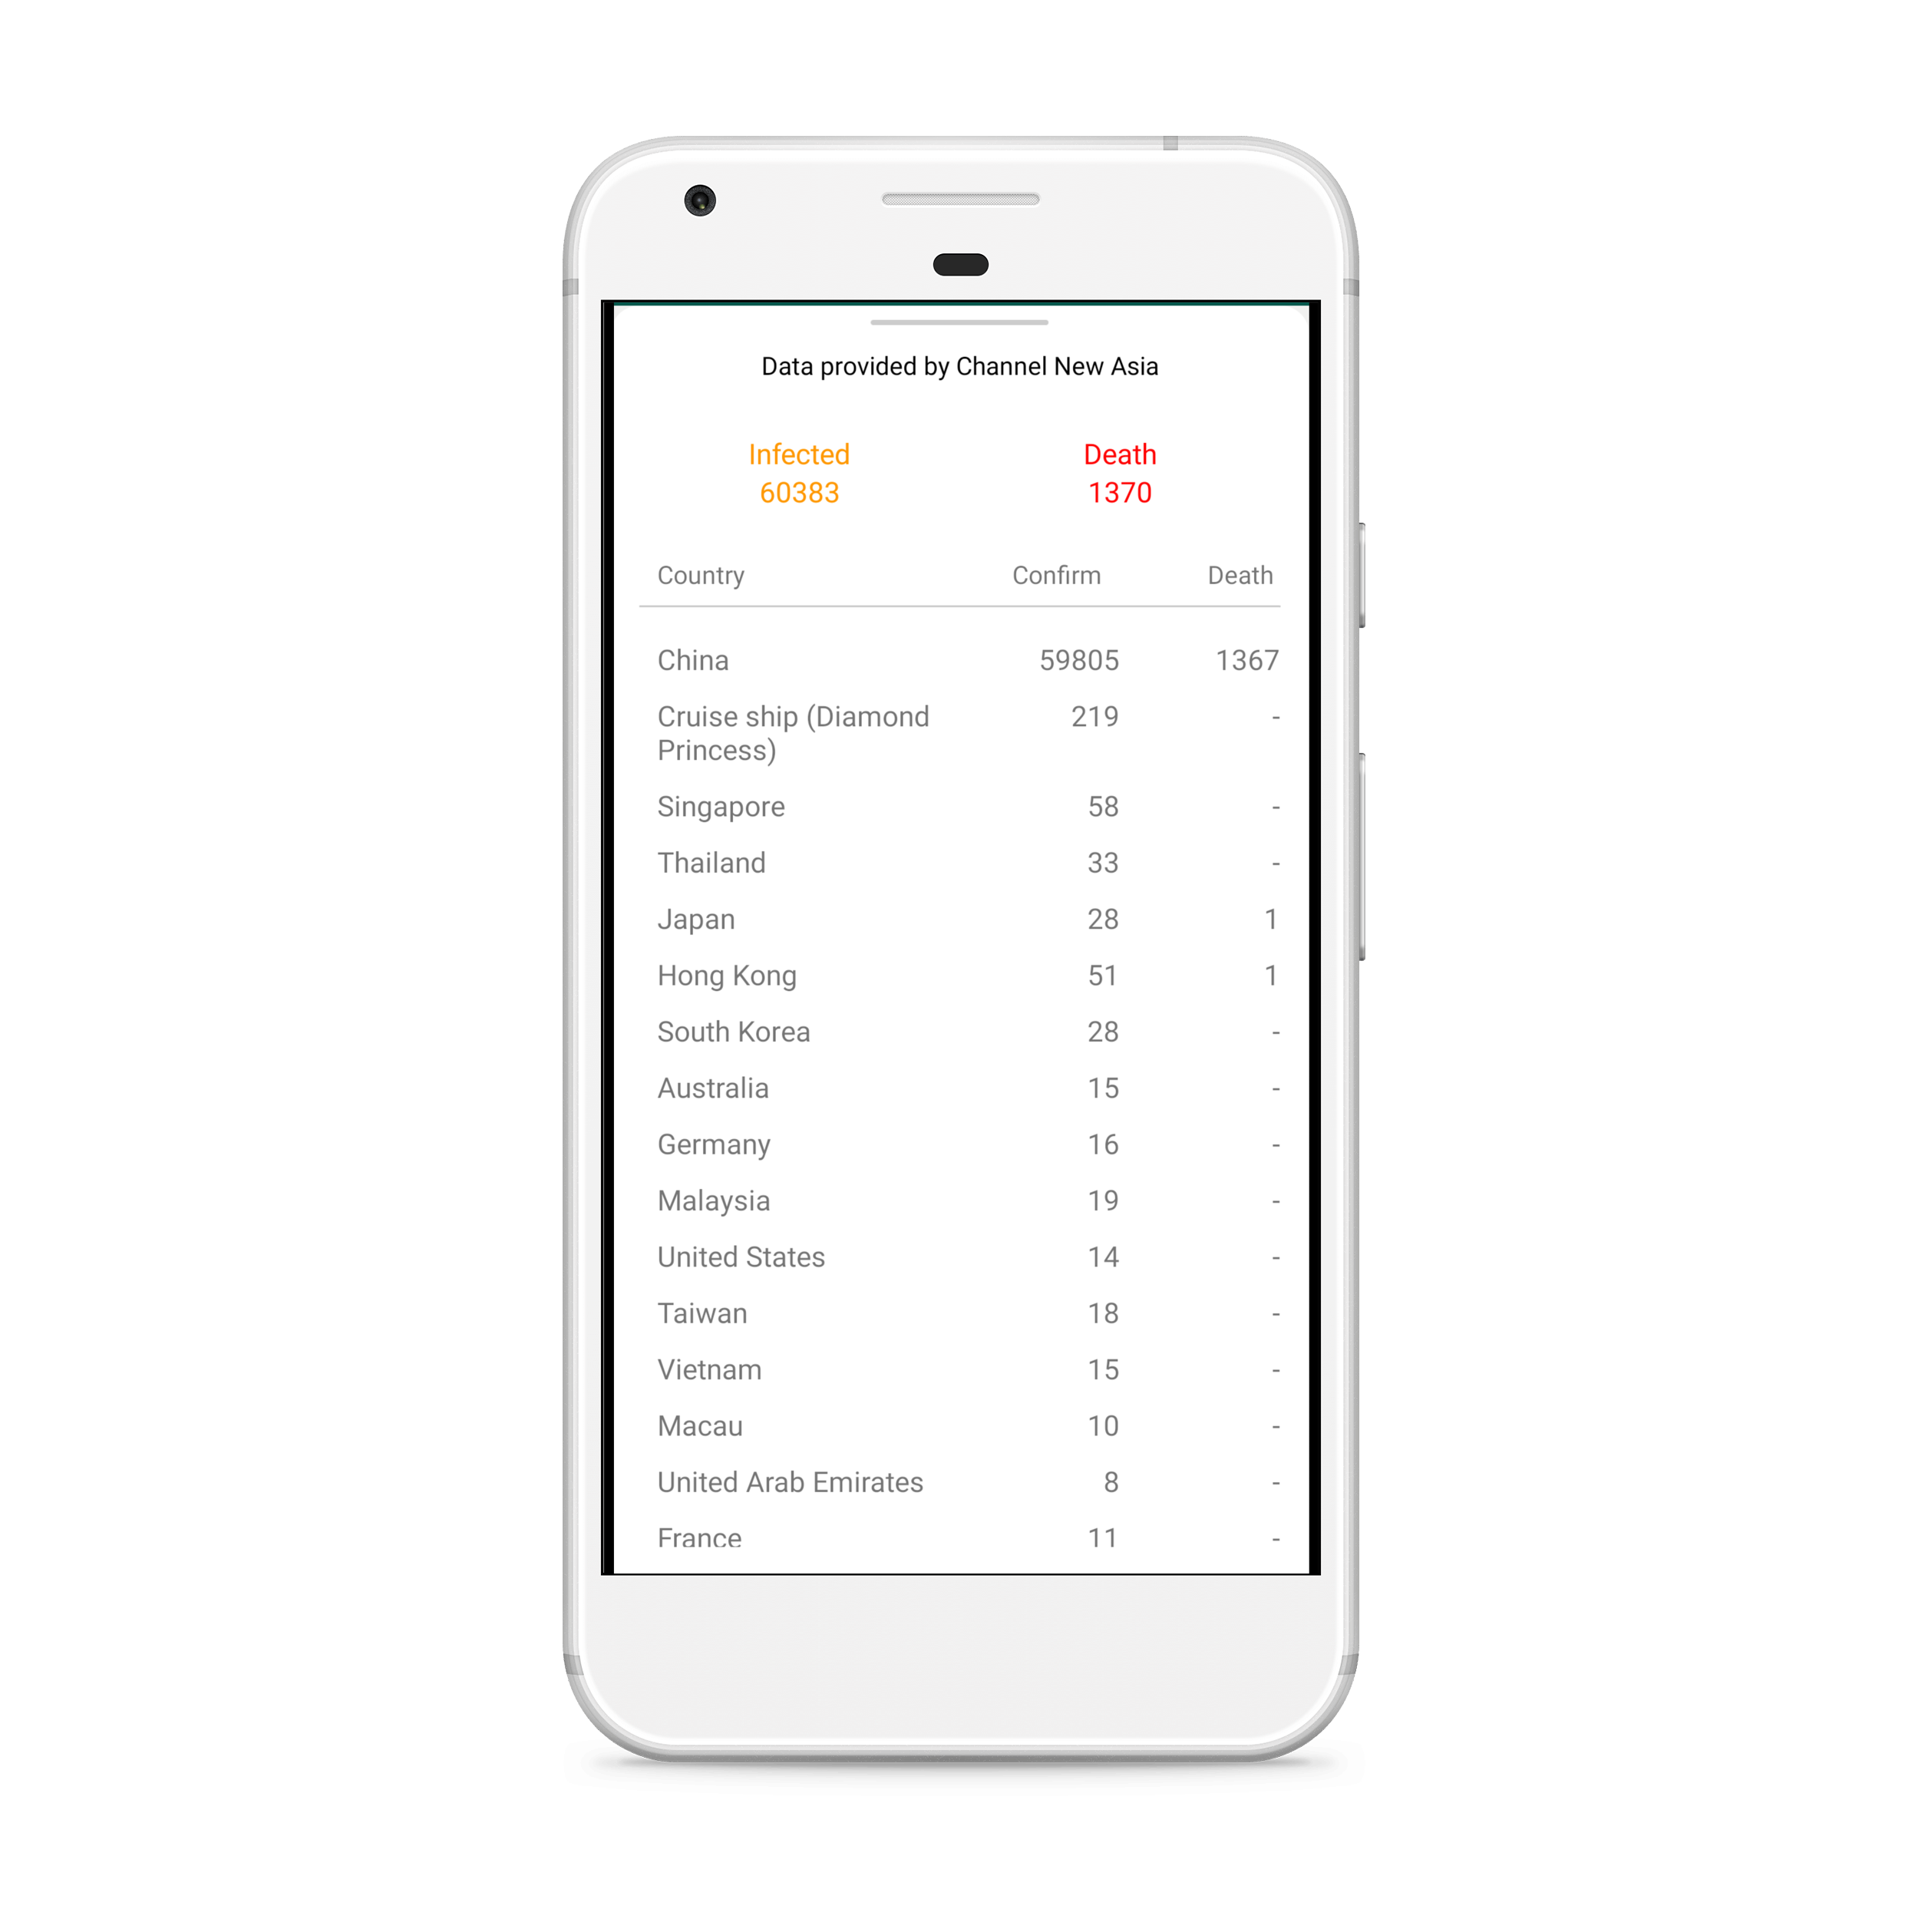 Data provided by Channel New Asia
Infected Death
60383 1370
Country Confirm Death
China 59805 1367
Cruise ship (Diamond 219 -
Princess)
Singapore 58 -
Thailand 33 -
Japan 28 1
Hong Kong 51 1
South Korea 28 -
Australia 15 -
Germany 16 -
Malaysia 19 -
United States 14 -
Taiwan 18 -
Vietnam 15 -
Macau 10 -
United Arab Emirates 8 -
France 11 -